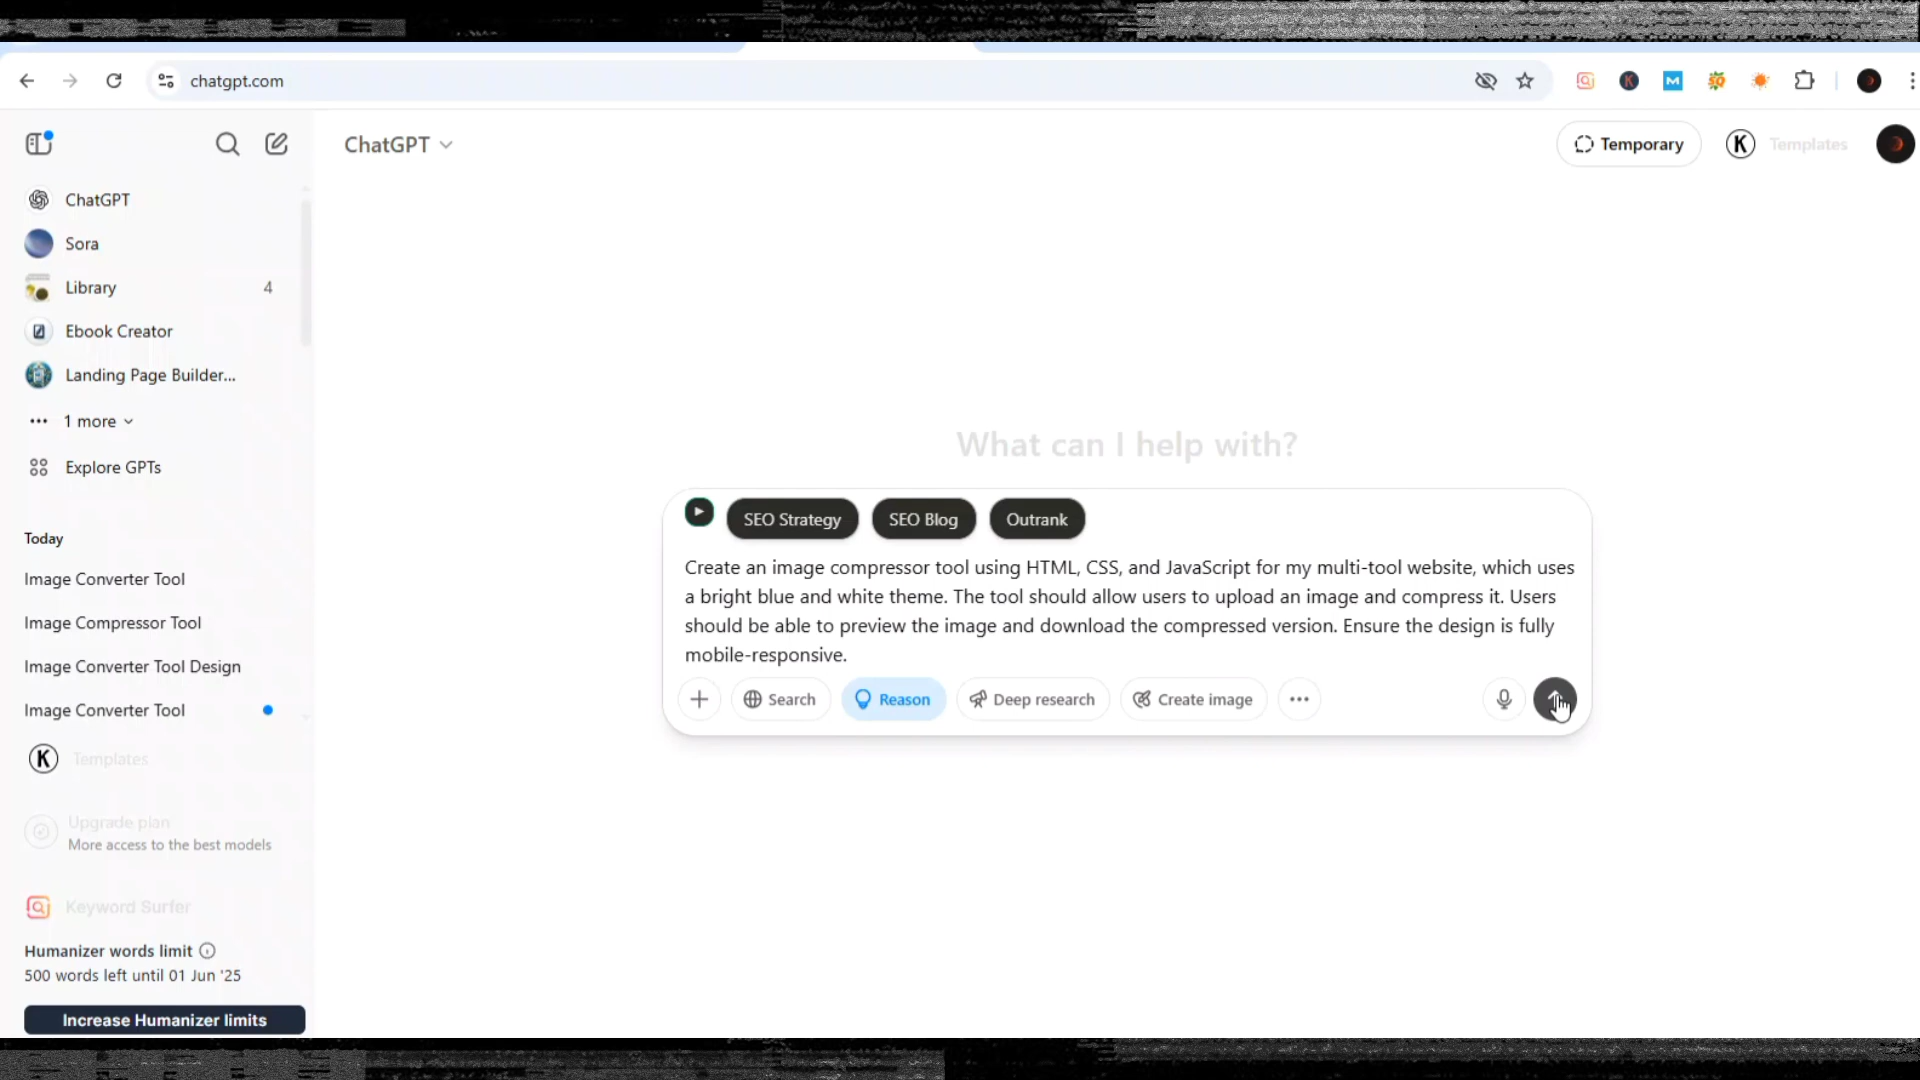 chatgpt.com
ChatGPT
Temporary
K
Templates
ChatGPT
Sora
Library 4
Ebook Creator
Landing Page Builder...
1 more
Explore GPTs
Today
Image Converter Tool
Image Compressor Tool
Image Converter Tool Design
Image Converter Tool
K Templates
Upgrade plan
More access to the best models
Keyword Surfer
Humanizer words limit
500 words left until 01 Jun '25
Increase Humanizer limits
What can I help with?
SEO Strategy
SEO Blog
Outrank
Create an image compressor tool using HTML, CSS, and JavaScript for my multi-tool website, which uses
a bright blue and white theme. The tool should allow users to upload an image and compress it. Users
should be able to preview the image and download the compressed version. Ensure the design is fully
mobile-responsive.
Search
Reason
Deep research
Create image